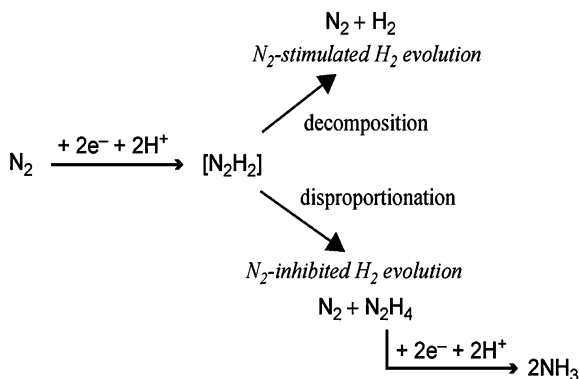 N₂ + H₂
N₂-stimulated H₂ evolution
decomposition
N₂ + 2e⁻ + 2H⁺ [N₂H₂]
disproportionation
N₂-inhibited H₂ evolution
N₂ + N₂H₄
+ 2e⁻ + 2H⁺
2NH₃